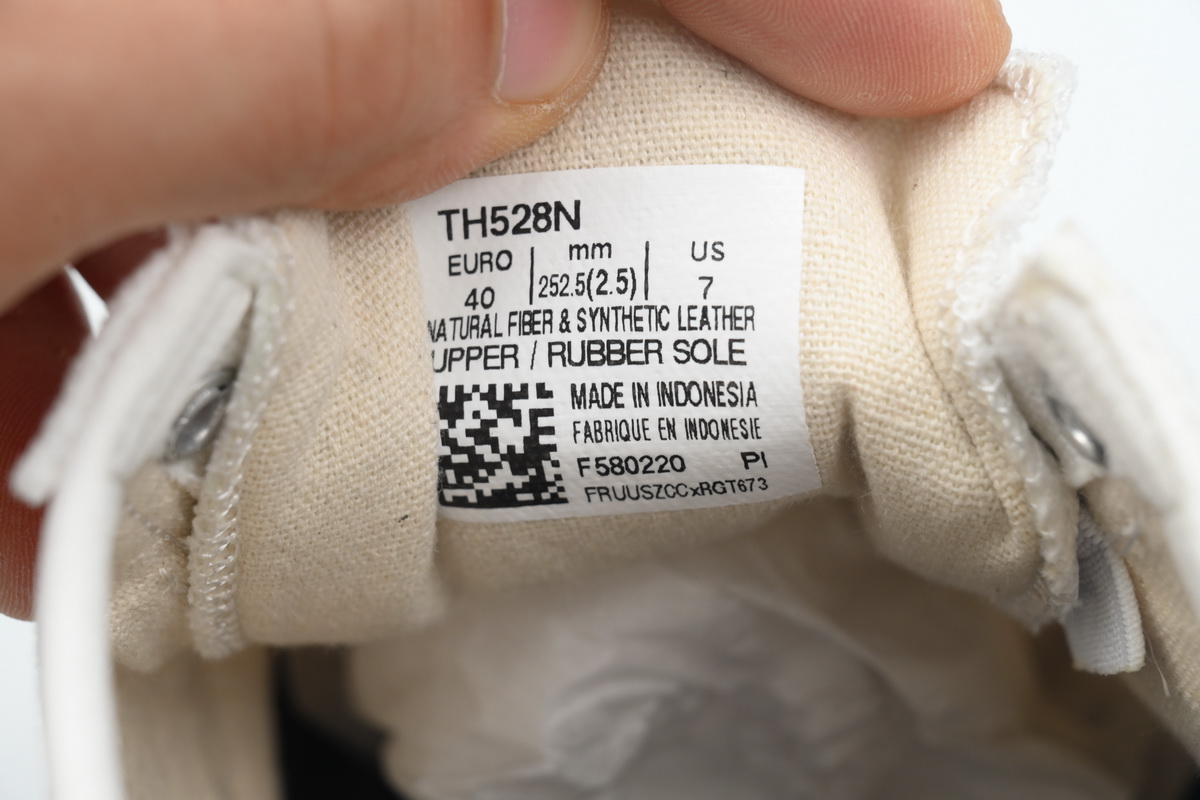 TH528N
EURO mm US
40 252.5(2.5) 7
NATURAL FIBER & SYNTHETIC LEATHER
UPPER / RUBBER SOLE
MADE IN INDONESIA
FABRIQUE EN INDONESIE
F580220 PI
FRUUSZCCxRGT673